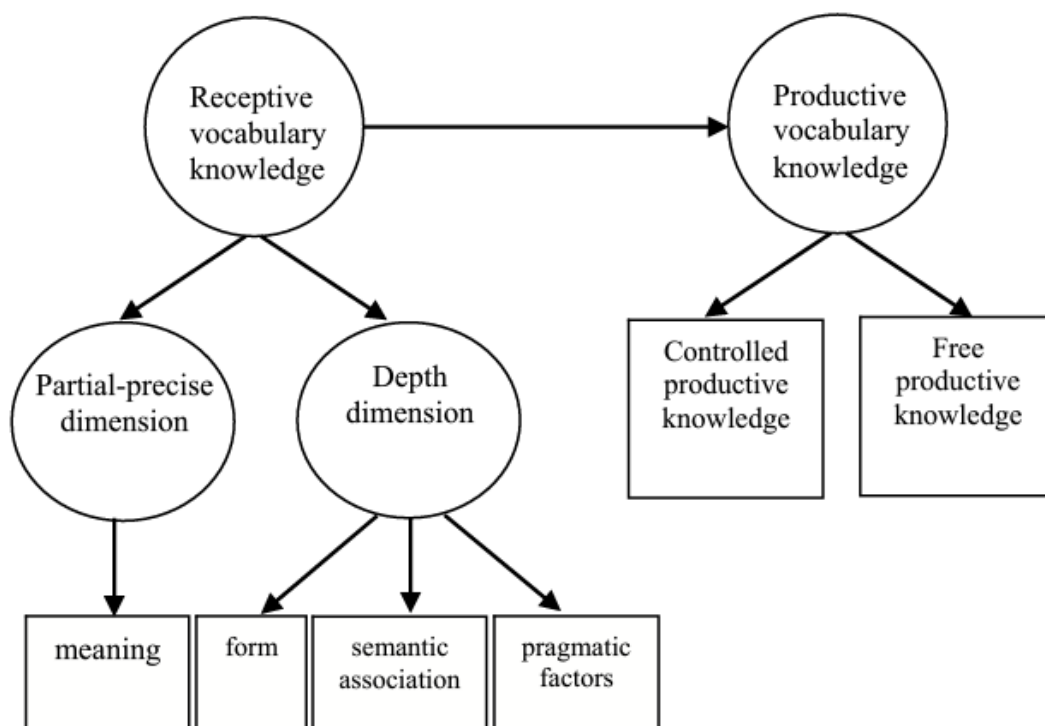 Receptive
vocabulary
knowledge
Productive
vocabulary
knowledge
Partial-precise
dimension
Depth
dimension
Controlled
productive
knowledge
Free
productive
knowledge
meaning
form
semantic
association
pragmatic
factors